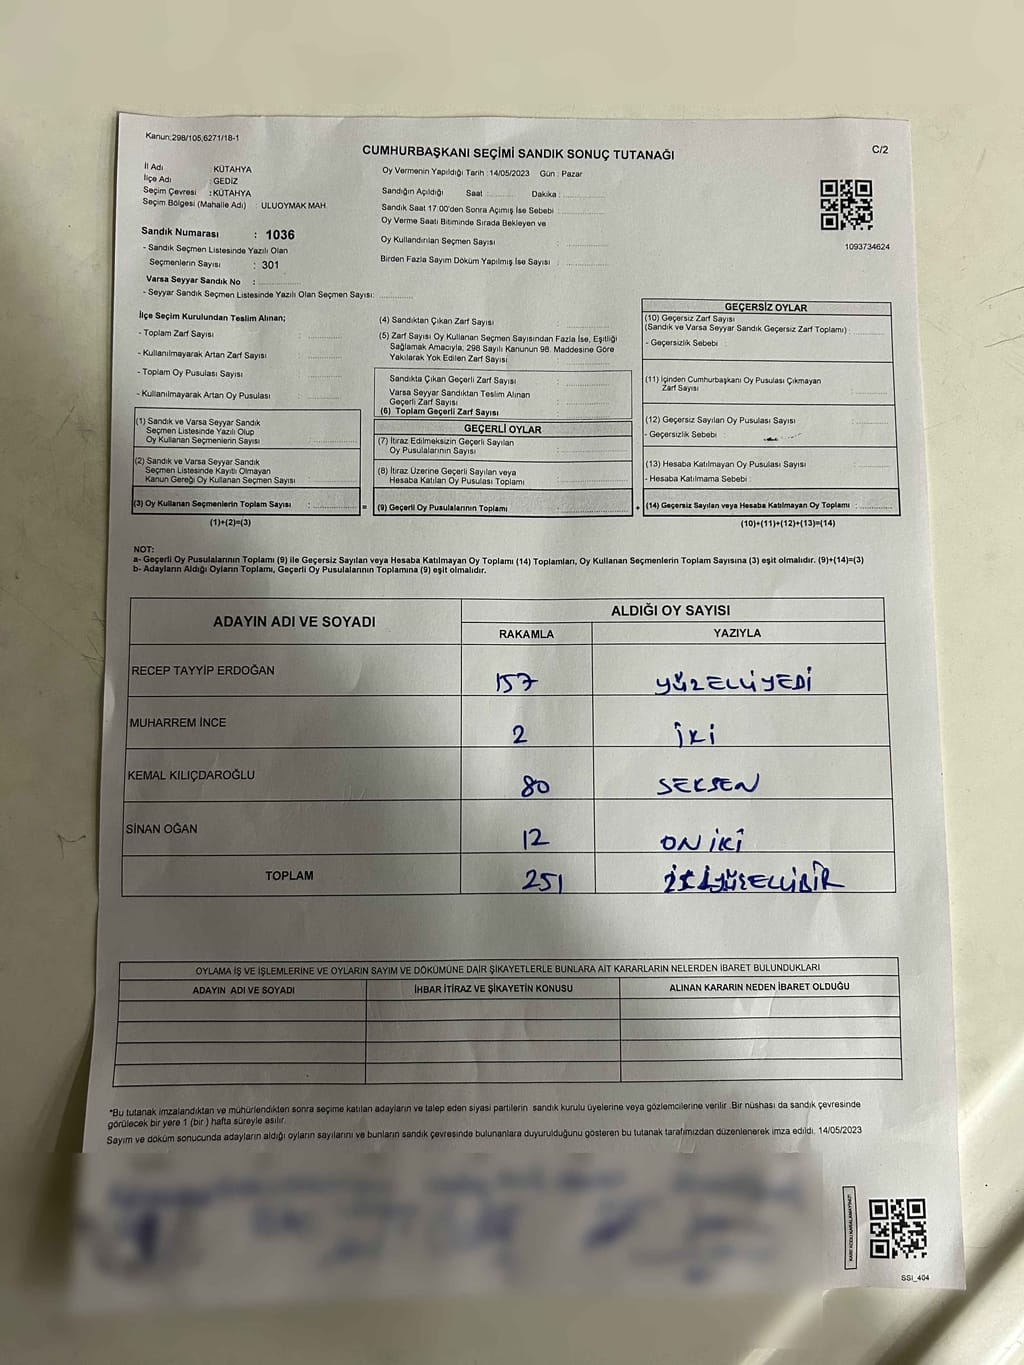 Kanun:298/105,6271/18-1
CUMHURBAŞKANI SEÇİMİ SANDIK SONUÇ TUTANAĞI
C/2
İl Adı : KÜTAHYA
İlçe Adı : GEDİZ
Seçim Çevresi : KÜTAHYA
Seçim Bölgesi (Mahalle Adı) : ULUOYMAK MAH.
Sandık Numarası : 1036
- Sandık Seçmen Listesinde Yazılı Olan
Seçmenlerin Sayısı : 301
Varsa Seyyar Sandık No :
- Seyyar Sandık Seçmen Listesinde Yazılı Olan Seçmen Sayısı:
Oy Vermenin Yapıldığı Tarih : 14/05/2023 Gün : Pazar
Sandığın Açıldığı Saat : Dakika :
Sandık Saat 17:00'den Sonra Açımış İse Sebebi :
Oy Verme Saati Bitiminde Sırada Bekleyen ve
Oy Kullandırılan Seçmen Sayısı :
Birden Fazla Sayım Döküm Yapılmış İse Sayısı :
1093734624
İlçe Seçim Kurulundan Teslim Alınan;
- Toplam Zarf Sayısı :
- Kullanılmayarak Artan Zarf Sayısı :
- Toplam Oy Pusulası Sayısı :
- Kullanılmayarak Artan Oy Pusulası :
(1) Sandık ve Varsa Seyyar Sandık
Seçmen Listesinde Yazılı Olup
Oy Kullanan Seçmenlerin Sayısı :
(2) Sandık ve Varsa Seyyar Sandık
Seçmen Listesinde Kayıtlı Olmayan
Kanun Gereği Oy Kullanan Seçmen Sayısı :
(3) Oy Kullanan Seçmenlerin Toplam Sayısı :
(1)+(2)=(3)
(4) Sandıktan Çıkan Zarf Sayısı :
(5) Zarf Sayısı Oy Kullanan Seçmen Sayısından Fazla İse, Eşitliği
Sağlamak Amacıyla, 298 Sayılı Kanunun 98. Maddesine Göre
Yakılarak Yok Edilen Zarf Sayısı :
Sandıkta Çıkan Geçerli Zarf Sayısı :
Varsa Seyyar Sandıktan Teslim Alınan
Geçerli Zarf Sayısı :
(6) Toplam Geçerli Zarf Sayısı :
GEÇERLİ OYLAR
(7) İtiraz Edilmeksizin Geçerli Sayılan
Oy Pusulalarının Sayısı :
(8) İtiraz Üzerine Geçerli Sayılan veya
Hesaba Katılan Oy Pusulası Toplamı :
= (9) Geçerli Oy Pusulalarının Toplamı :
GEÇERSİZ OYLAR
(10) Geçersiz Zarf Sayısı
(Sandık ve Varsa Seyyar Sandık Geçersiz Zarf Toplamı) :
- Geçersizlik Sebebi :
(11) İçinden Cumhurbaşkanı Oy Pusulası Çıkmayan
Zarf Sayısı :
(12) Geçersiz Sayılan Oy Pusulası Sayısı :
- Geçersizlik Sebebi :
(13) Hesaba Katılmayan Oy Pusulası Sayısı :
- Hesaba Katılmama Sebebi :
+ (14) Geçersiz Sayılan veya Hesaba Katılmayan Oy Toplamı :
(10)+(11)+(12)+(13)=(14)
NOT:
a- Geçerli Oy Pusulalarının Toplamı (9) ile Geçersiz Sayılan veya Hesaba Katılmayan Oy Toplamı (14) Toplamları, Oy Kullanan Seçmenlerin Toplam Sayısına (3) eşit olmalıdır. (9)+(14)=(3)
b- Adayların Aldığı Oyların Toplamı, Geçerli Oy Pusulalarının Toplamına (9) eşit olmalıdır.
ADAYIN ADI VE SOYADI
ALDIĞI OY SAYISI
RAKAMLA YAZIYLA
RECEP TAYYİP ERDOĞAN 157 YÜZELLİYEDİ
MUHARREM İNCE 2 İKİ
KEMAL KILIÇDAROĞLU 80 SEKSEN
SİNAN OĞAN 12 ON İKİ
TOPLAM 251 İKİYÜZELLİBİR
OYLAMA İŞ VE İŞLEMLERİNE VE OYLARIN SAYIM VE DÖKÜMÜNE DAİR ŞİKAYETLERLE BUNLARA AİT KARARLARIN NELERDEN İBARET BULUNDUKLARI
ADAYIN ADI VE SOYADI İHBAR İTİRAZ VE ŞİKAYETİN KONUSU ALINAN KARARIN NEDEN İBARET OLDUĞU
*Bu tutanak imzalandıktan ve mühürlendikten sonra seçime katılan adayların ve talep eden siyasi partilerin sandık kurulu üyelerine veya gözlemcilerine verilir .Bir nüshası da sandık çevresinde
görülecek bir yere 1 (bir) hafta süreyle asılır.
Sayım ve döküm sonucunda adayların aldığı oyların sayılarını ve bunların sandık çevresinde bulunanlara duyurulduğunu gösteren bu tutanak tarafımızdan düzenlenerek imza edildi. 14/05/2023
SSI_404